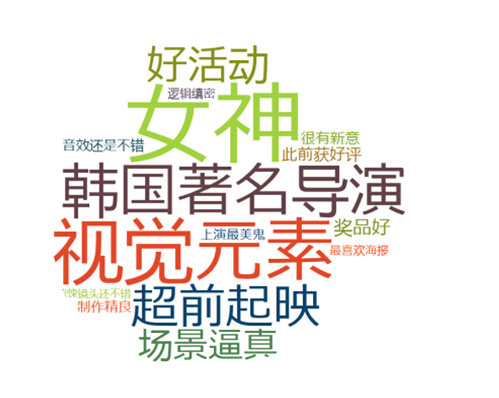 好活动
逻辑缜密
女神
很有新意
音效还是不错
此前获好评
韩国著名导演
奖品好
上演最美鬼
视觉元素
最喜欢海报
悚镜头还不错
超前起映
制作精良
场景逼真